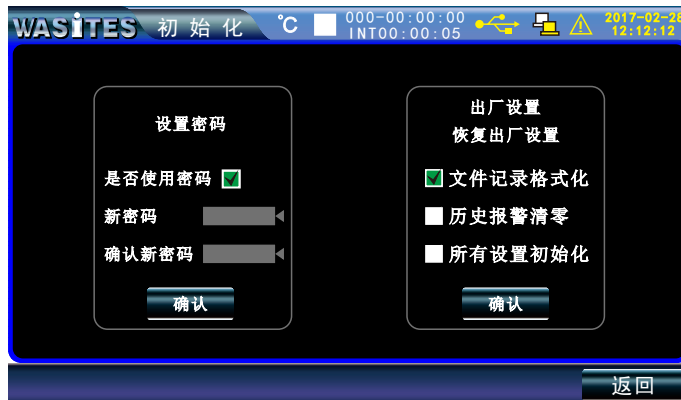 WASiTES 初始化 ℃ 000-00:00:00 2017-02-28
INT00:00:05 12:12:12
设置密码
是否使用密码
新密码
确认新密码
确认
出厂设置
恢复出厂设置
文件记录格式化
历史报警清零
所有设置初始化
确认
返回